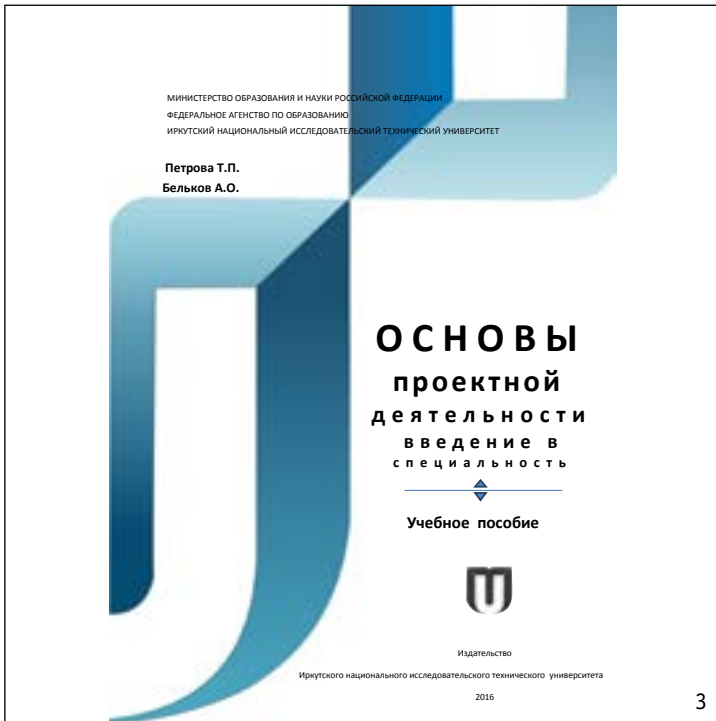 МИНИСТЕРСТВО ОБРАЗОВАНИЯ И НАУКИ РОССИЙСКОЙ ФЕДЕРАЦИИ
ФЕДЕРАЛЬНОЕ АГЕНСТВО ПО ОБРАЗОВАНИЮ
ИРКУТСКИЙ НАЦИОНАЛЬНЫЙ ИССЛЕДОВАТЕЛЬСКИЙ ТЕХНИЧЕСКИЙ УНИВЕРСИТЕТ
Петрова Т.П.
Бельков А.О.
ОСНОВЫ
проектной
деятельности
введение в
специальность
Учебное пособие
Издательство
Иркутского национального исследовательского технического университета
2016
3